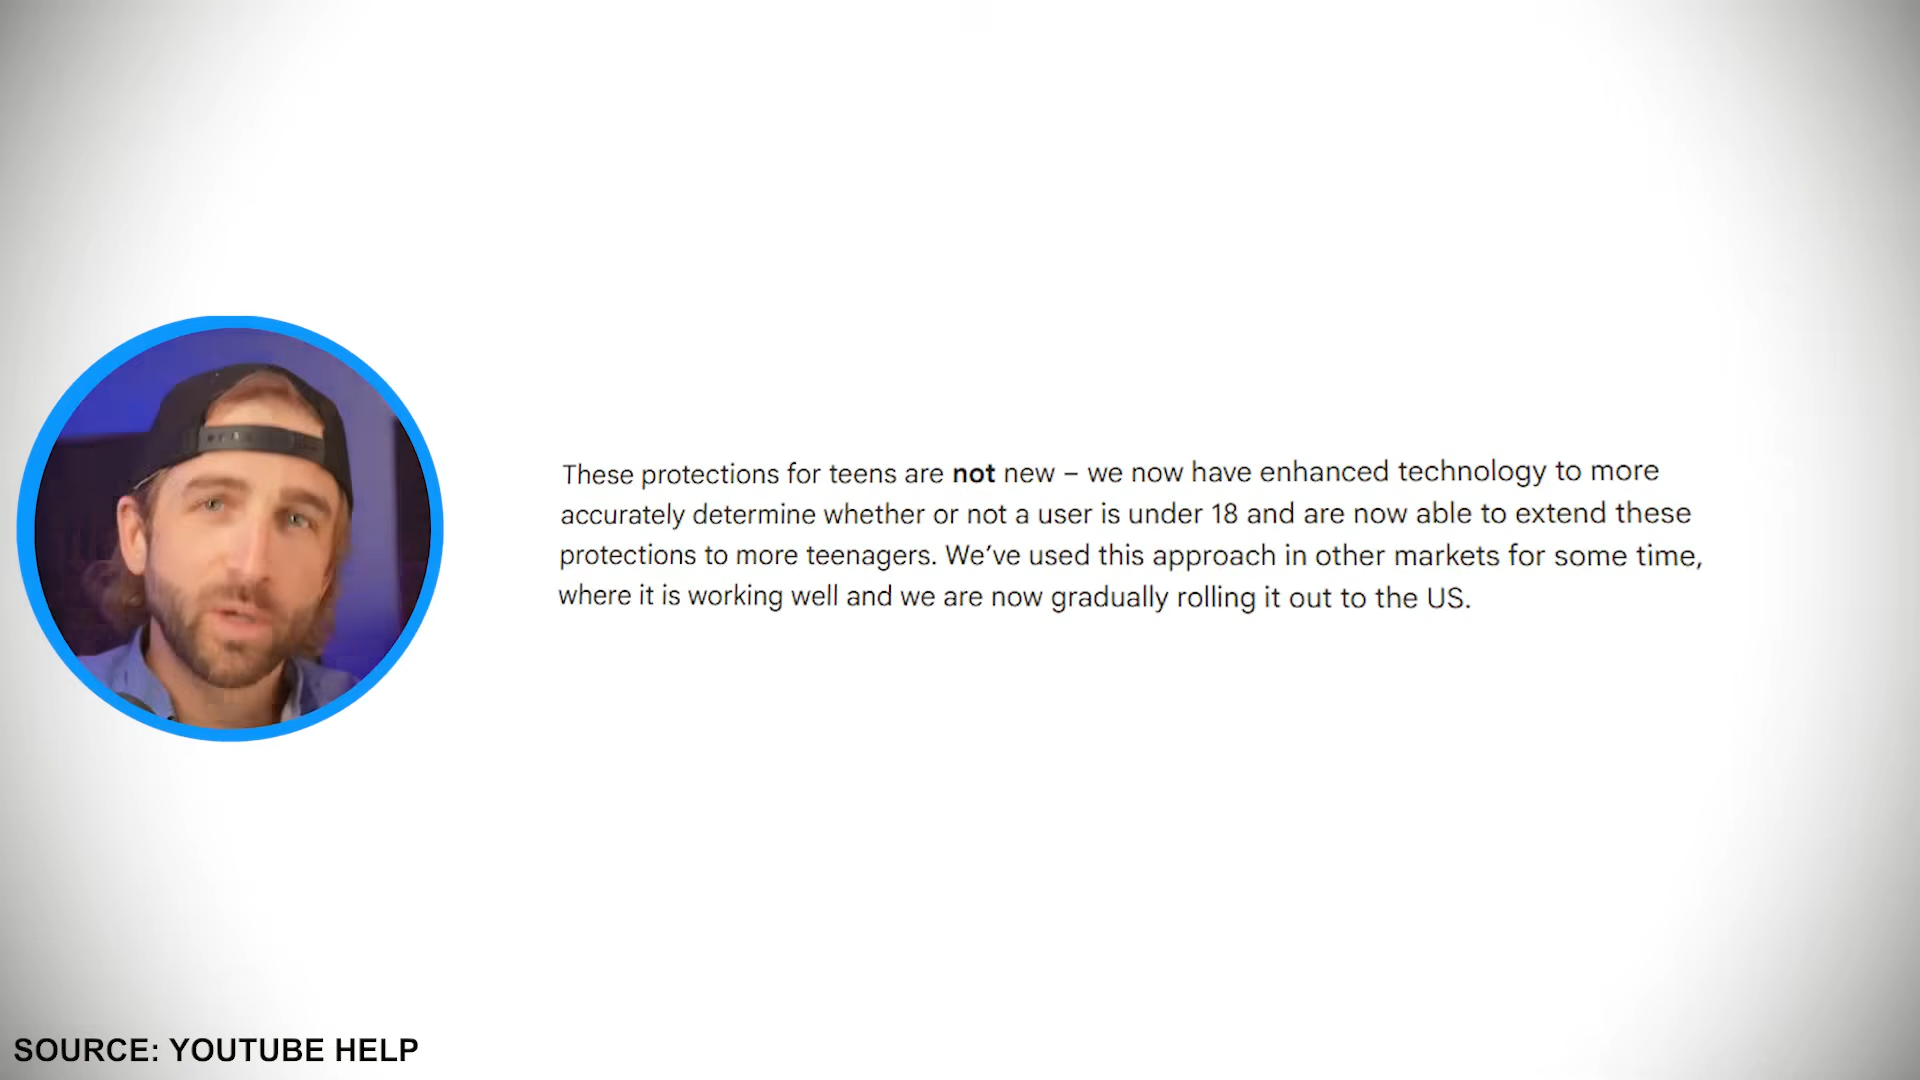 These protections for teens are not new – we now have enhanced technology to more
accurately determine whether or not a user is under 18 and are now able to extend these
protections to more teenagers. We’ve used this approach in other markets for some time,
where it is working well and we are now gradually rolling it out to the US.
SOURCE: YOUTUBE HELP